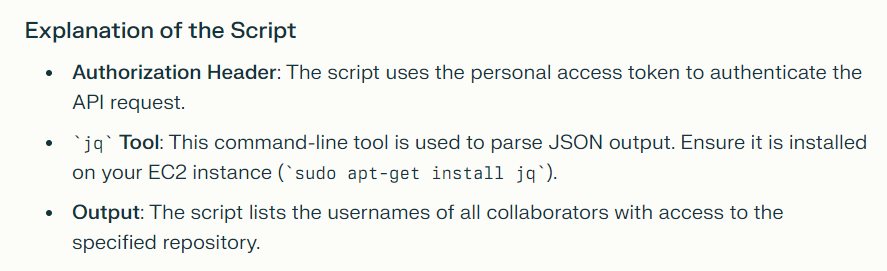 Explanation of the Script
• Authorization Header: The script uses the personal access token to authenticate the
API request.
• `jq` Tool: This command-line tool is used to parse JSON output. Ensure it is installed
on your EC2 instance (`sudo apt-get install jq`).
• Output: The script lists the usernames of all collaborators with access to the
specified repository.